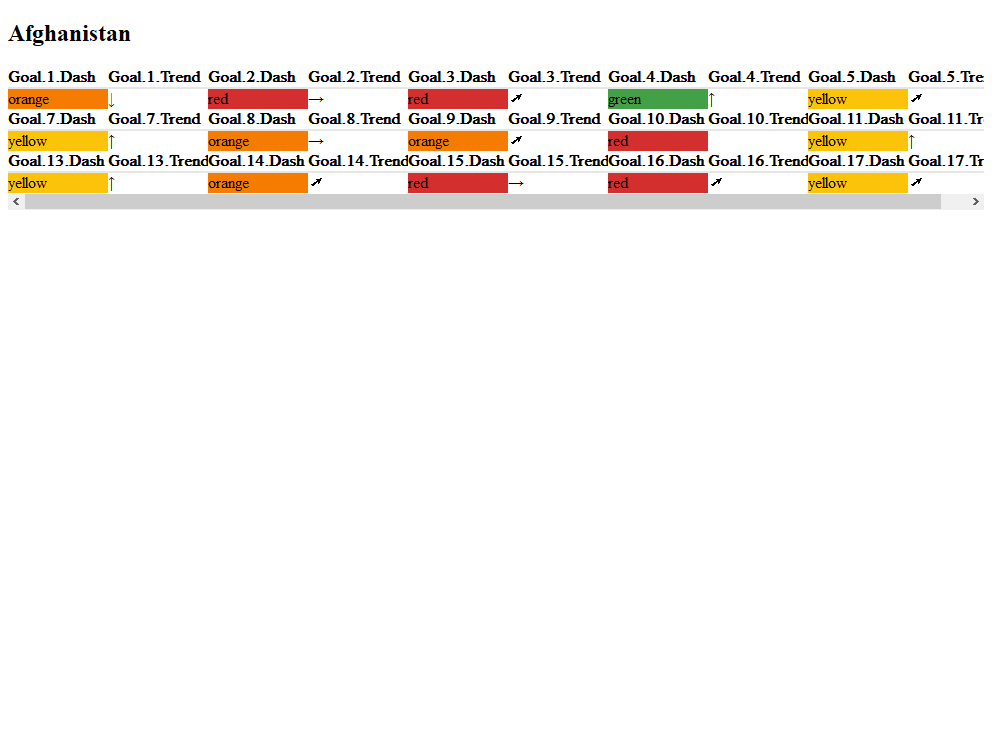 Afghanistan
Goal.1.Dash Goal.1.Trend Goal.2.Dash Goal.2.Trend Goal.3.Dash Goal.3.Trend Goal.4.Dash Goal.4.Trend Goal.5.Dash Goal.5.Tre
orange ↓ red → red ➚ green ↑ yellow ➚
Goal.7.Dash Goal.7.Trend Goal.8.Dash Goal.8.Trend Goal.9.Dash Goal.9.Trend Goal.10.Dash Goal.10.Trend Goal.11.Dash Goal.11.Tr
yellow ↑ orange → orange ➚ red yellow ↑
Goal.13.Dash Goal.13.Trend Goal.14.Dash Goal.14.Trend Goal.15.Dash Goal.15.Trend Goal.16.Dash Goal.16.Trend Goal.17.Dash Goal.17.Tr
yellow ↑ orange ➚ red → red ➚ yellow ➚